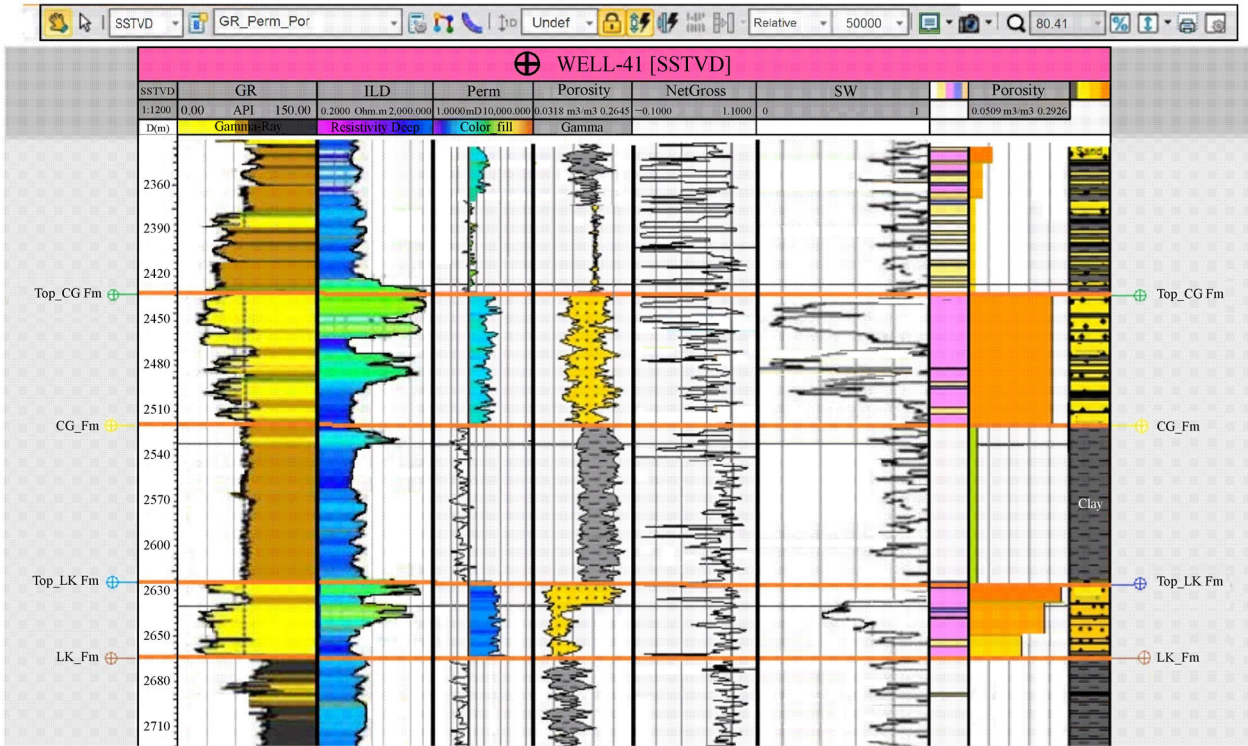 SSTVD GR_Perm_Por 1D Undef Relative 50000 80.41 %
WELL-41 [SSTVD]
SSTVD GR ILD Perm Porosity NetGross SW Porosity
1:1200 0.00 API 150.00 0.2000 Ohm.m 2,000.000 1.0000mD10,000.000 0.0318 m3/m3 0.2645 −0.1000 1.1000 0 1 0.0509 m3/m3 0.2926
D(m) Gamma-Ray Resistivity Deep Color_fill Gamma
Sand
2360
2390
2420
Top_CG Fm Top_CG Fm
2450
2480
2510
CG_Fm CG_Fm
2540
2570
Clay
2600
Top_LK Fm Top_LK Fm
2630
2650
LK_Fm LK_Fm
2680
2710